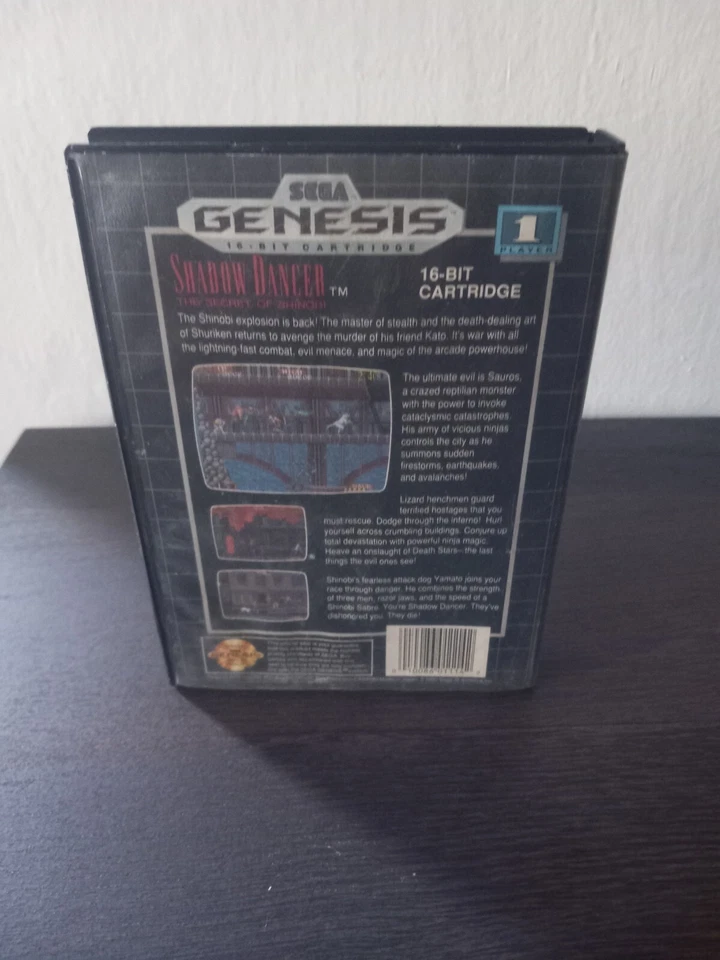 SEGA
GENESIS
16-BIT CARTRIDGE
1
PLAYER
SHADOW DANCER TM
THE SECRET OF SHINOBI
16-BIT
CARTRIDGE
The Shinobi explosion is back! The master of stealth and the death-dealing art
of Shuriken returns to avenge the murder of his friend Kato. It's war with all
the lightning-fast combat, evil menace, and magic of the arcade powerhouse!
The ultimate evil is Sauros,
a crazed reptilian monster
with the power to invoke
cataclysmic catastrophes.
His army of vicious ninjas
controls the city as he
summons sudden
firestorms, earthquakes,
and avalanches!
Lizard henchmen guard
terrified hostages that you
must rescue. Dodge through the inferno! Hurl
yourself across crumbling buildings. Conjure up
total devastation with powerful ninja magic.
Heave an onslaught of Death Stars– the last
things the evil ones see!
Shinobi's fearless attack dog Yamato joins your
race through danger. He combines the strength
of three men, razor jaws, and the speed of a
Shinobi Sabre. You're Shadow Dancer. They've
dishonored you. They die!